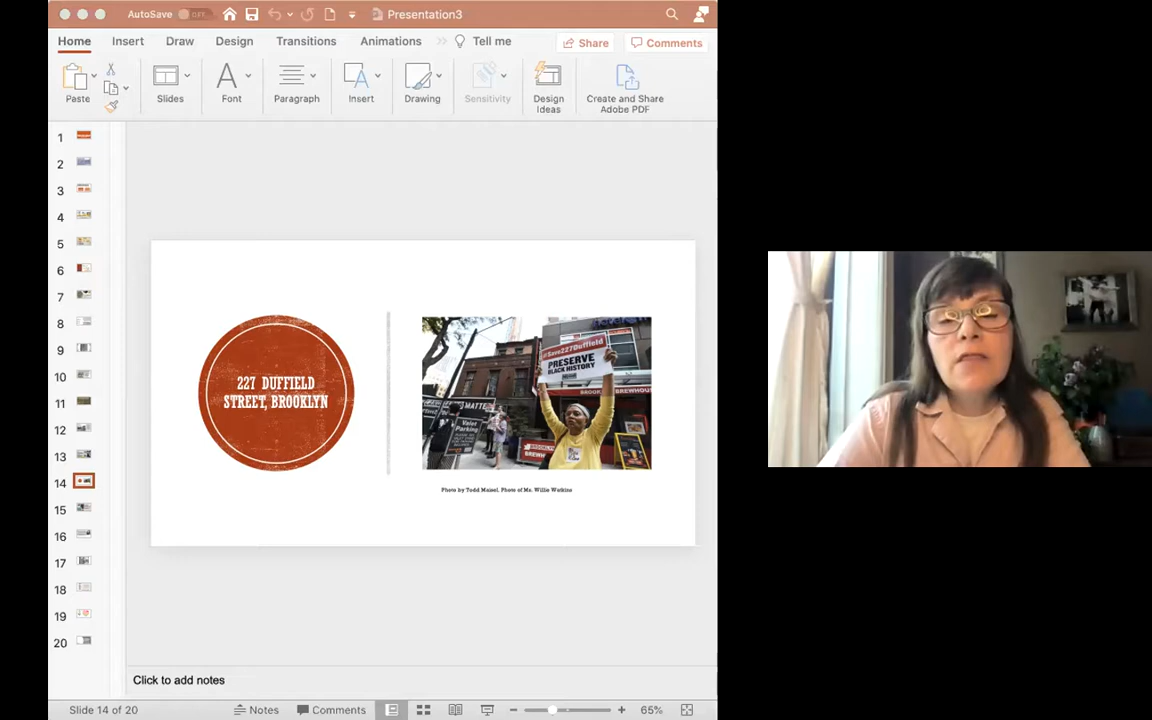 AutoSave OFF Presentation3
Home Insert Draw Design Transitions Animations Tell me Share Comments
Paste Slides Font Paragraph Insert Drawing Sensitivity Design Ideas Create and Share Adobe PDF
1
2
3
4
5
6
7
8
9
10
11
12
13
14
15
16
17
18
19
20
227 DUFFIELD
STREET, BROOKLYN
#Save227Duffield
PRESERVE
BLACK HISTORY
Valet
Parking
Photo by Todd Maisel. Photo of Ms. Willie Watkins
Click to add notes
Slide 14 of 20 Notes Comments 65%